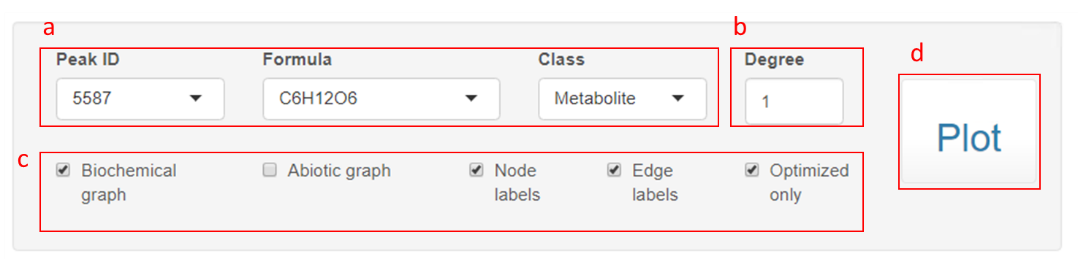 a
b
Peak ID
Formula
Class
Degree
d
5587
C6H12O6
Metabolite
1
Plot
c
Biochemical
graph
Abiotic graph
Node
labels
Edge
labels
Optimized
only